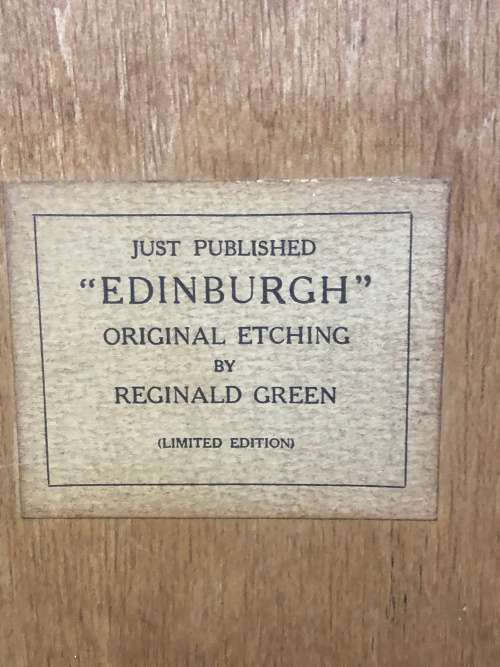 JUST PUBLISHED
“EDINBURGH”
ORIGINAL ETCHING
BY
REGINALD GREEN
(LIMITED EDITION)